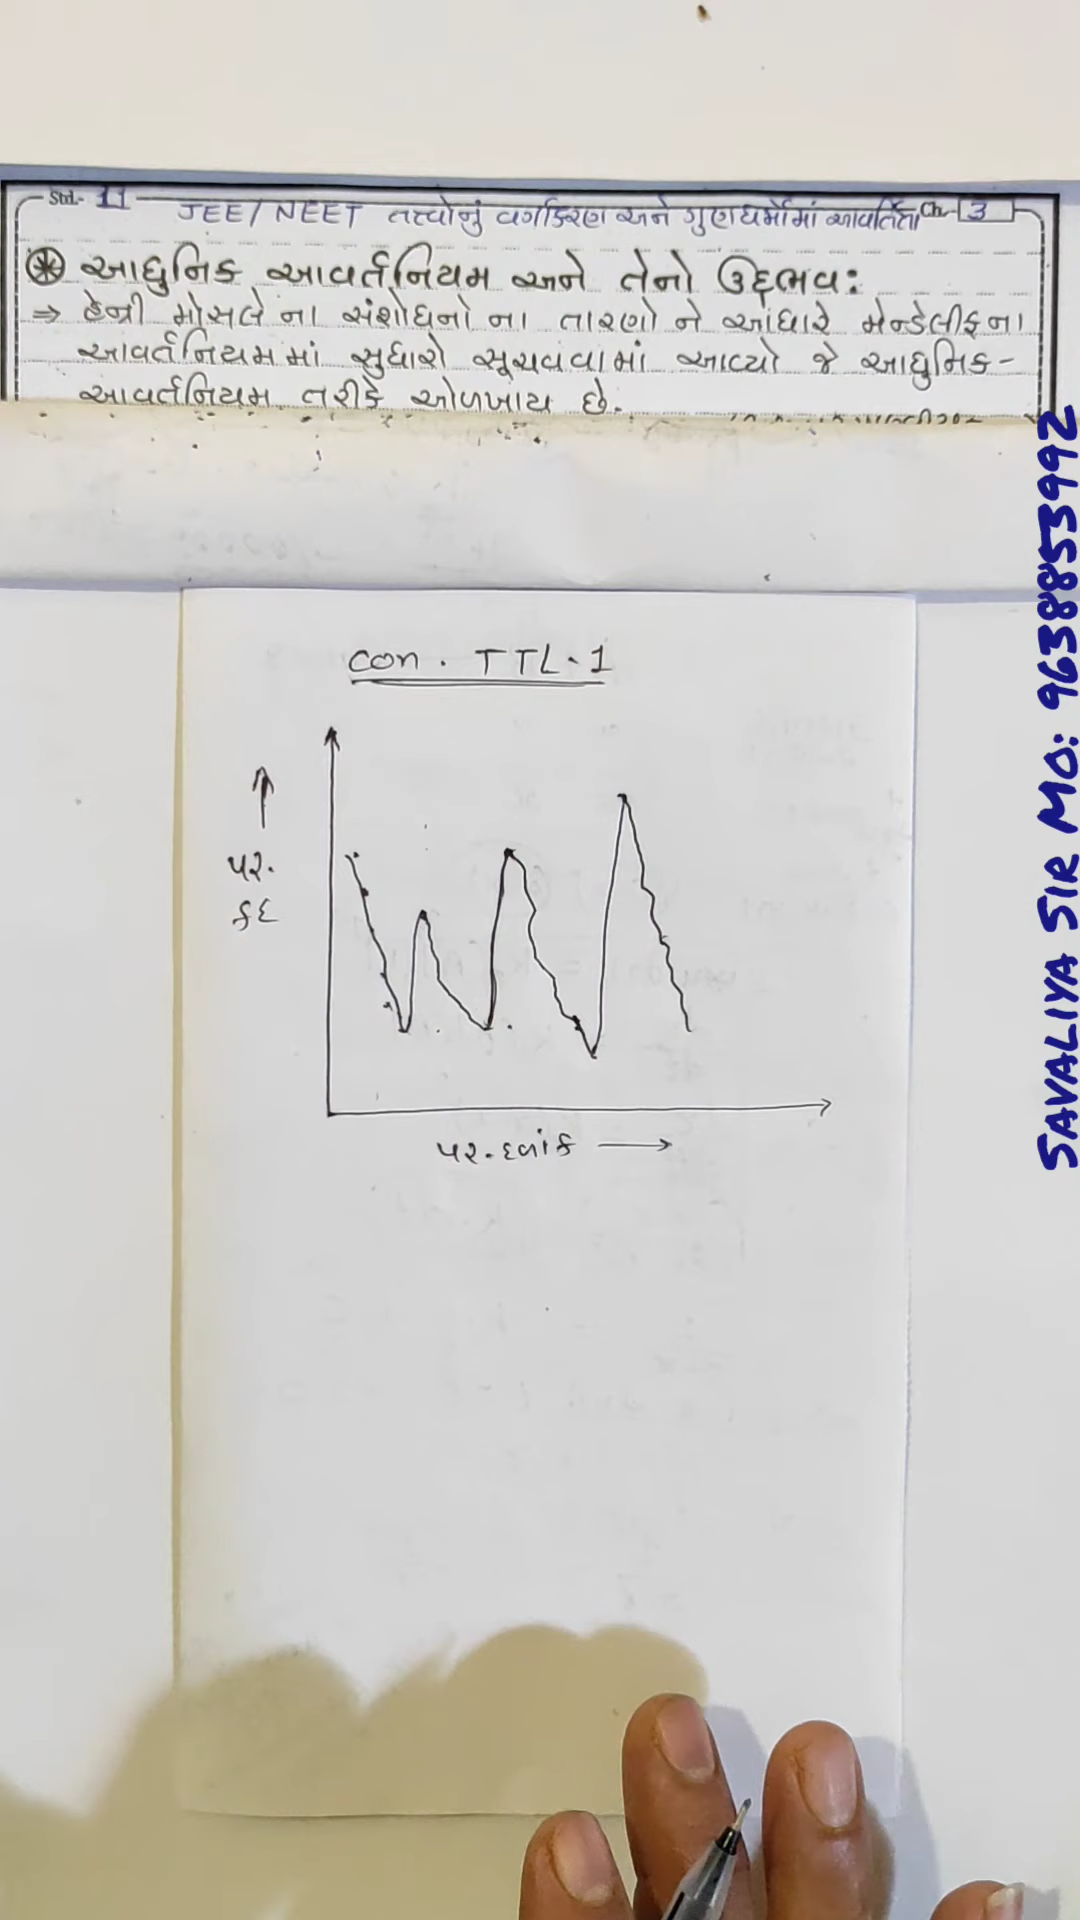 Std.- 11
JEE/NEET તત્ત્વોનું વર્ગીકરણ અને ગુણધર્મોમાં આવર્તિતા Ch.- 3
આધુનિક આવર્તનિયમ અને તેનો ઉદ્દભવ:
⇒ હેન્રી મોસલે ના સંશોધનો ના તારણો ને આધારે મેન્ડેલીફના
આવર્તનિયમમાં સુધારો સૂચવવામાં આવ્યો જે આધુનિક-
આવર્તનિયમ તરીકે ઓળખાય છે.
con. TTL-1
પર.
કદ
પર.દળાંક
SAVALIYA SIR MO: 9638853992